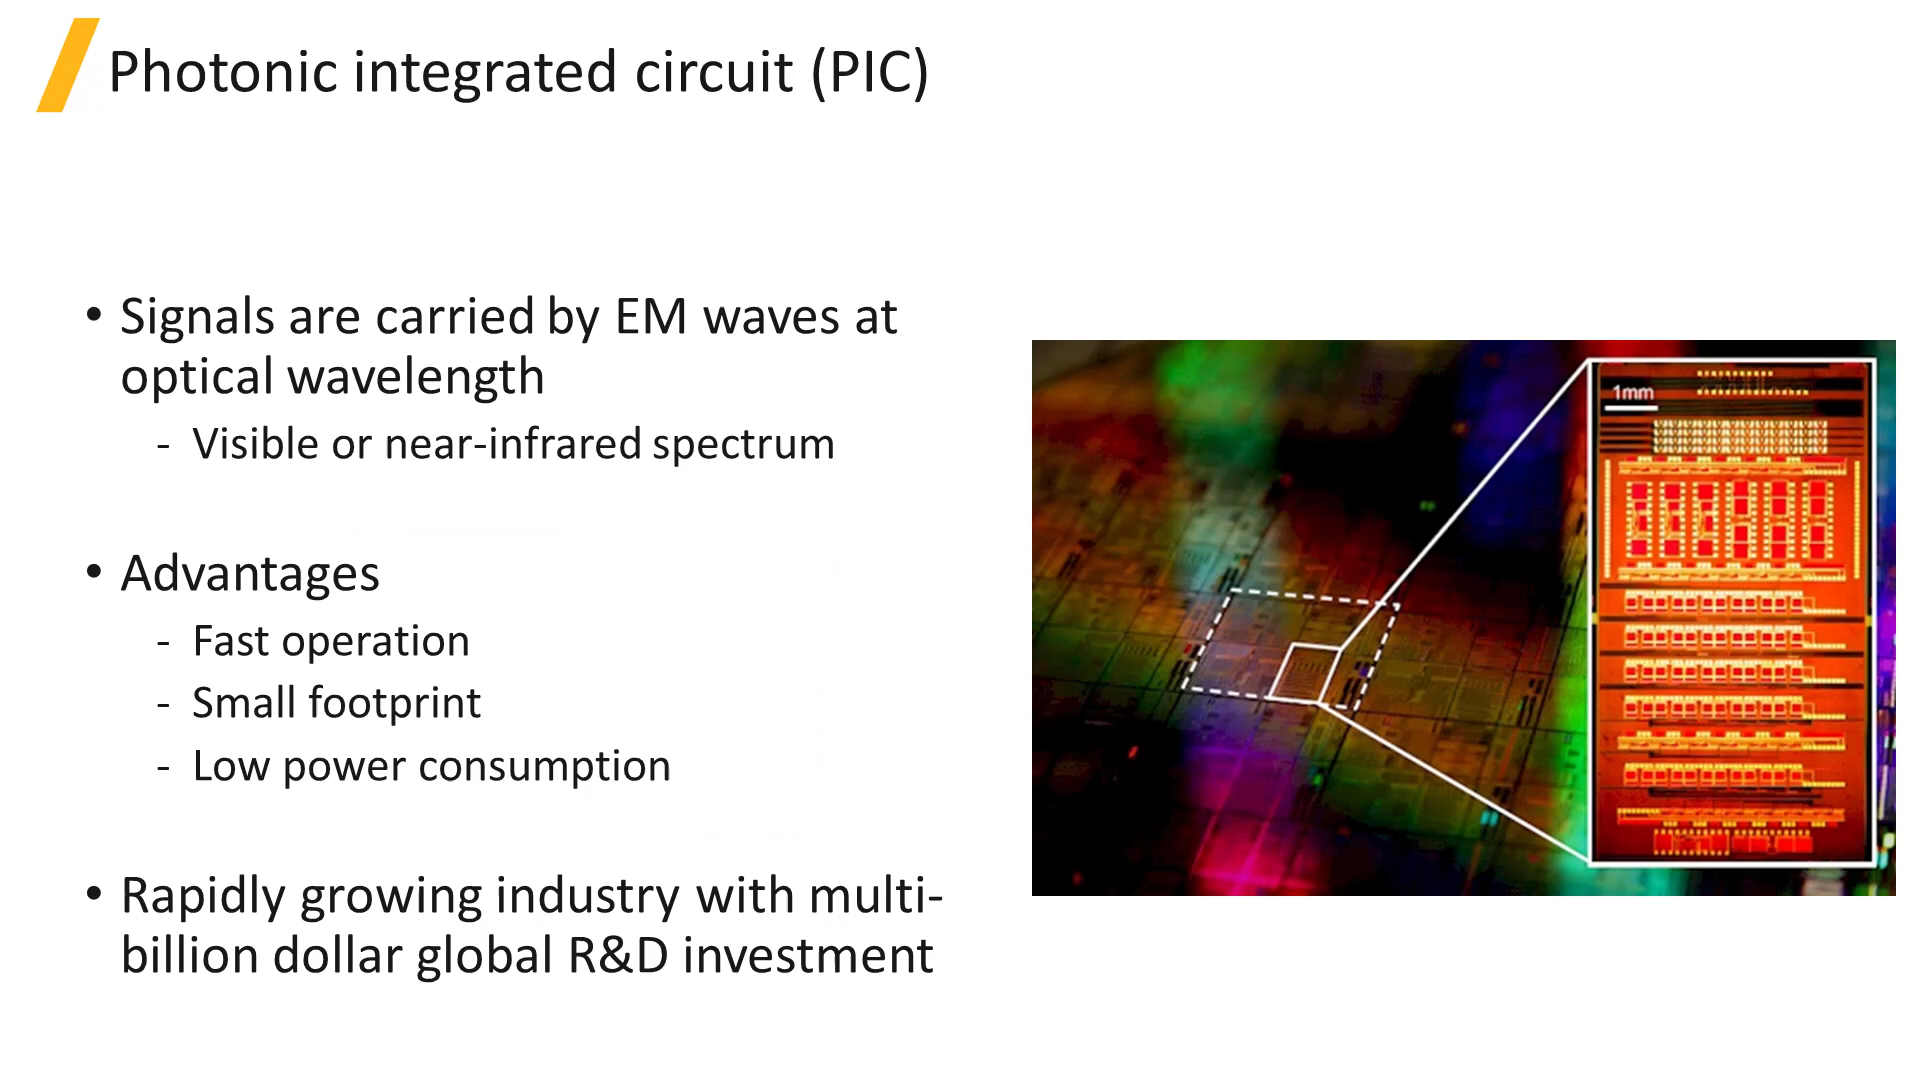 Photonic integrated circuit (PIC)
• Signals are carried by EM waves at
optical wavelength
- Visible or near-infrared spectrum
• Advantages
- Fast operation
- Small footprint
- Low power consumption
• Rapidly growing industry with multi-
billion dollar global R&D investment
1mm